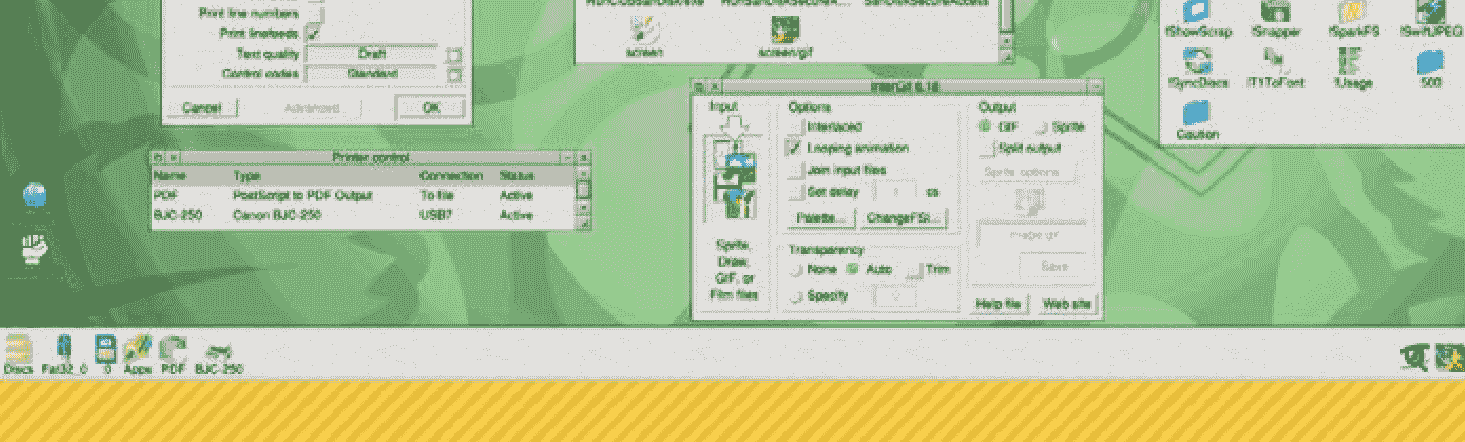 Print line numbers
Print linefeeds
Text quality Draft
Control codes Standard
Cancel Advanced OK
screen screen/gif
!ShowScrap !Snapper !SparkFS !SwiftJPEG
!SyncDiscs !T1ToFont !Usage 500
Caution
Printer control
Name Type Connection Status
PDF PostScript to PDF Output To file Active
BJC-250 Canon BJC-250 USB7 Active
InterGif 6.18
Input Options Output
Interlaced GIF Sprite
Looping animation Split output
Join input files Sprite options
Set delay cs
Palette... ChangeFSI...
Sprite,
Draw,
GIF, or
Film files
Transparency
None Auto Trim
Specify
Save
Help file Web site
Discs Fat32_0 0 Apps PDF BJC-250